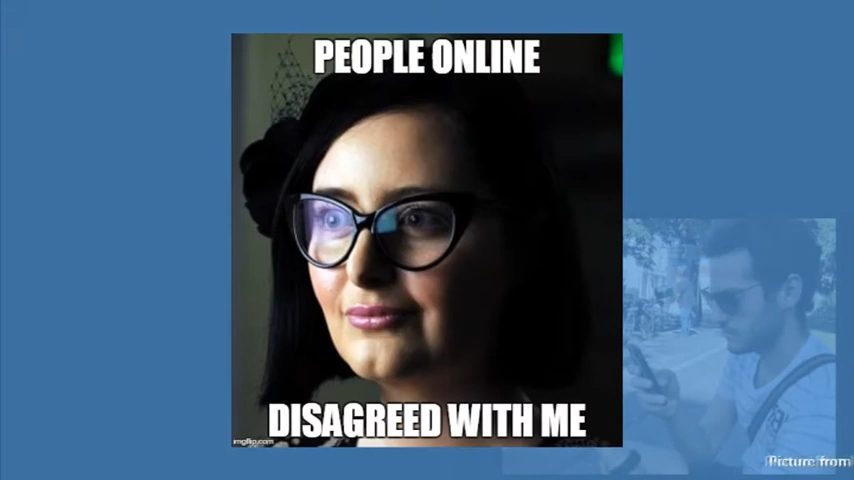 PEOPLE ONLINE
DISAGREED WITH ME
imgflip.com
Picture from